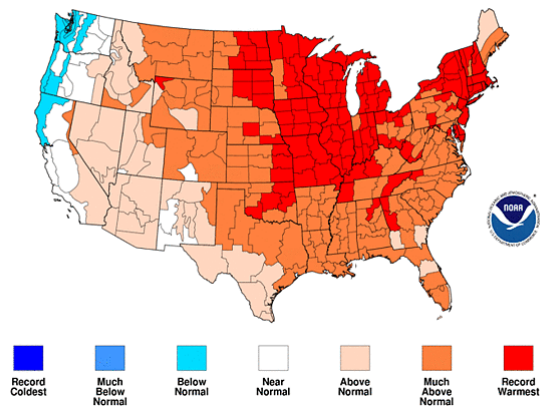 NOAA
Record
Coldest
Much
Below
Normal
Below
Normal
Near
Normal
Above
Normal
Much
Above
Normal
Record
Warmest